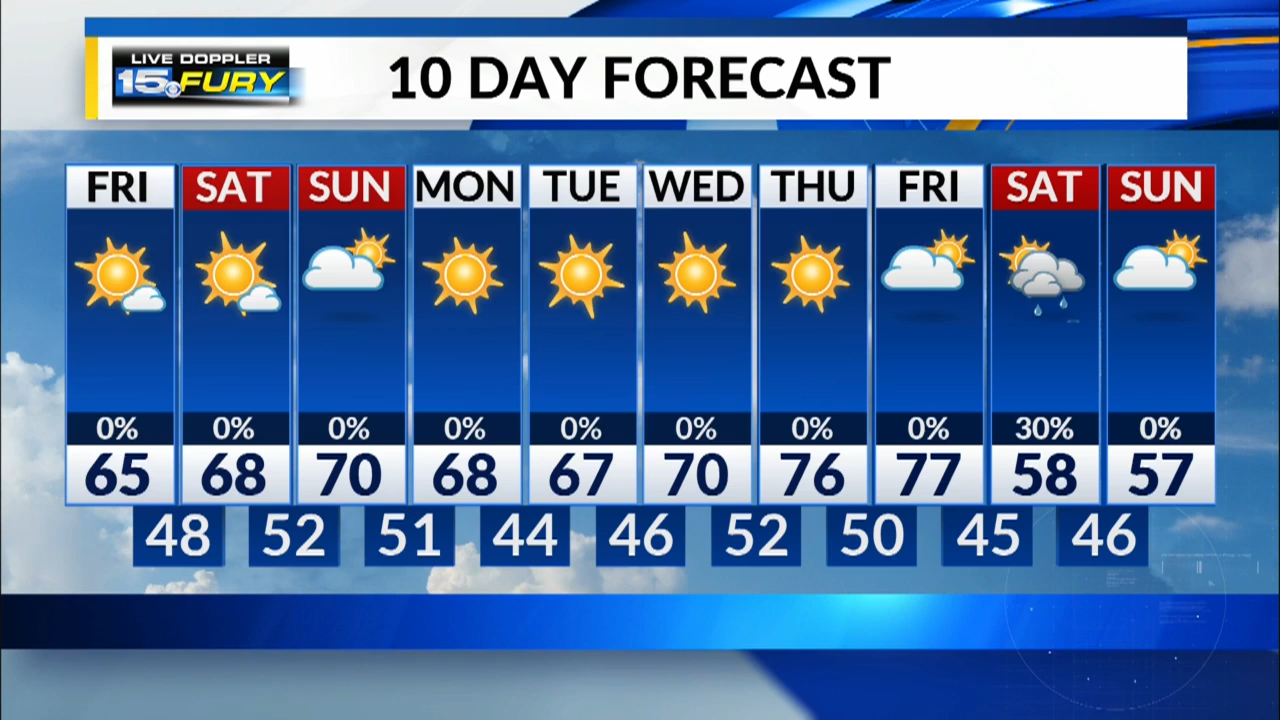 LIVE DOPPLER
15 FURY
10 DAY FORECAST
FRI SAT SUN MON TUE WED THU FRI SAT SUN
0% 0% 0% 0% 0% 0% 0% 0% 30% 0%
65 68 70 68 67 70 76 77 58 57
48 52 51 44 46 52 50 45 46